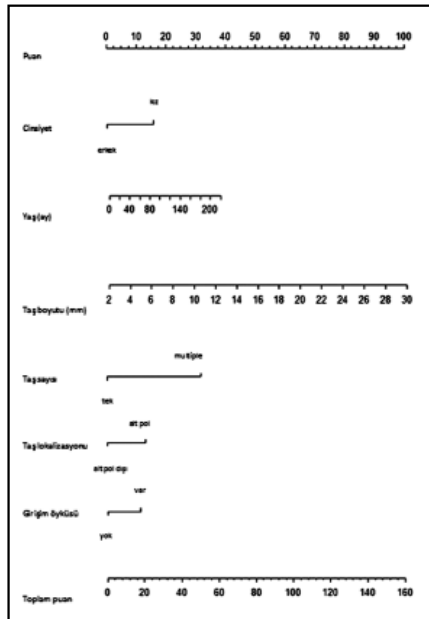 0 10 20 30 40 50 60 70 80 90 100
Puan
kız
Cinsiyet
erkek
0 40 80 140 200
Yaş (ay)
2 4 6 8 10 12 14 16 18 20 22 24 26 28 30
Taş boyutu (mm)
multiple
Taş sayısı
tek
alt pol
Taş lokalizasyonu
alt pol dışı
var
Girişim öyküsü
yok
0 20 40 60 80 100 120 140 160
Toplam puan